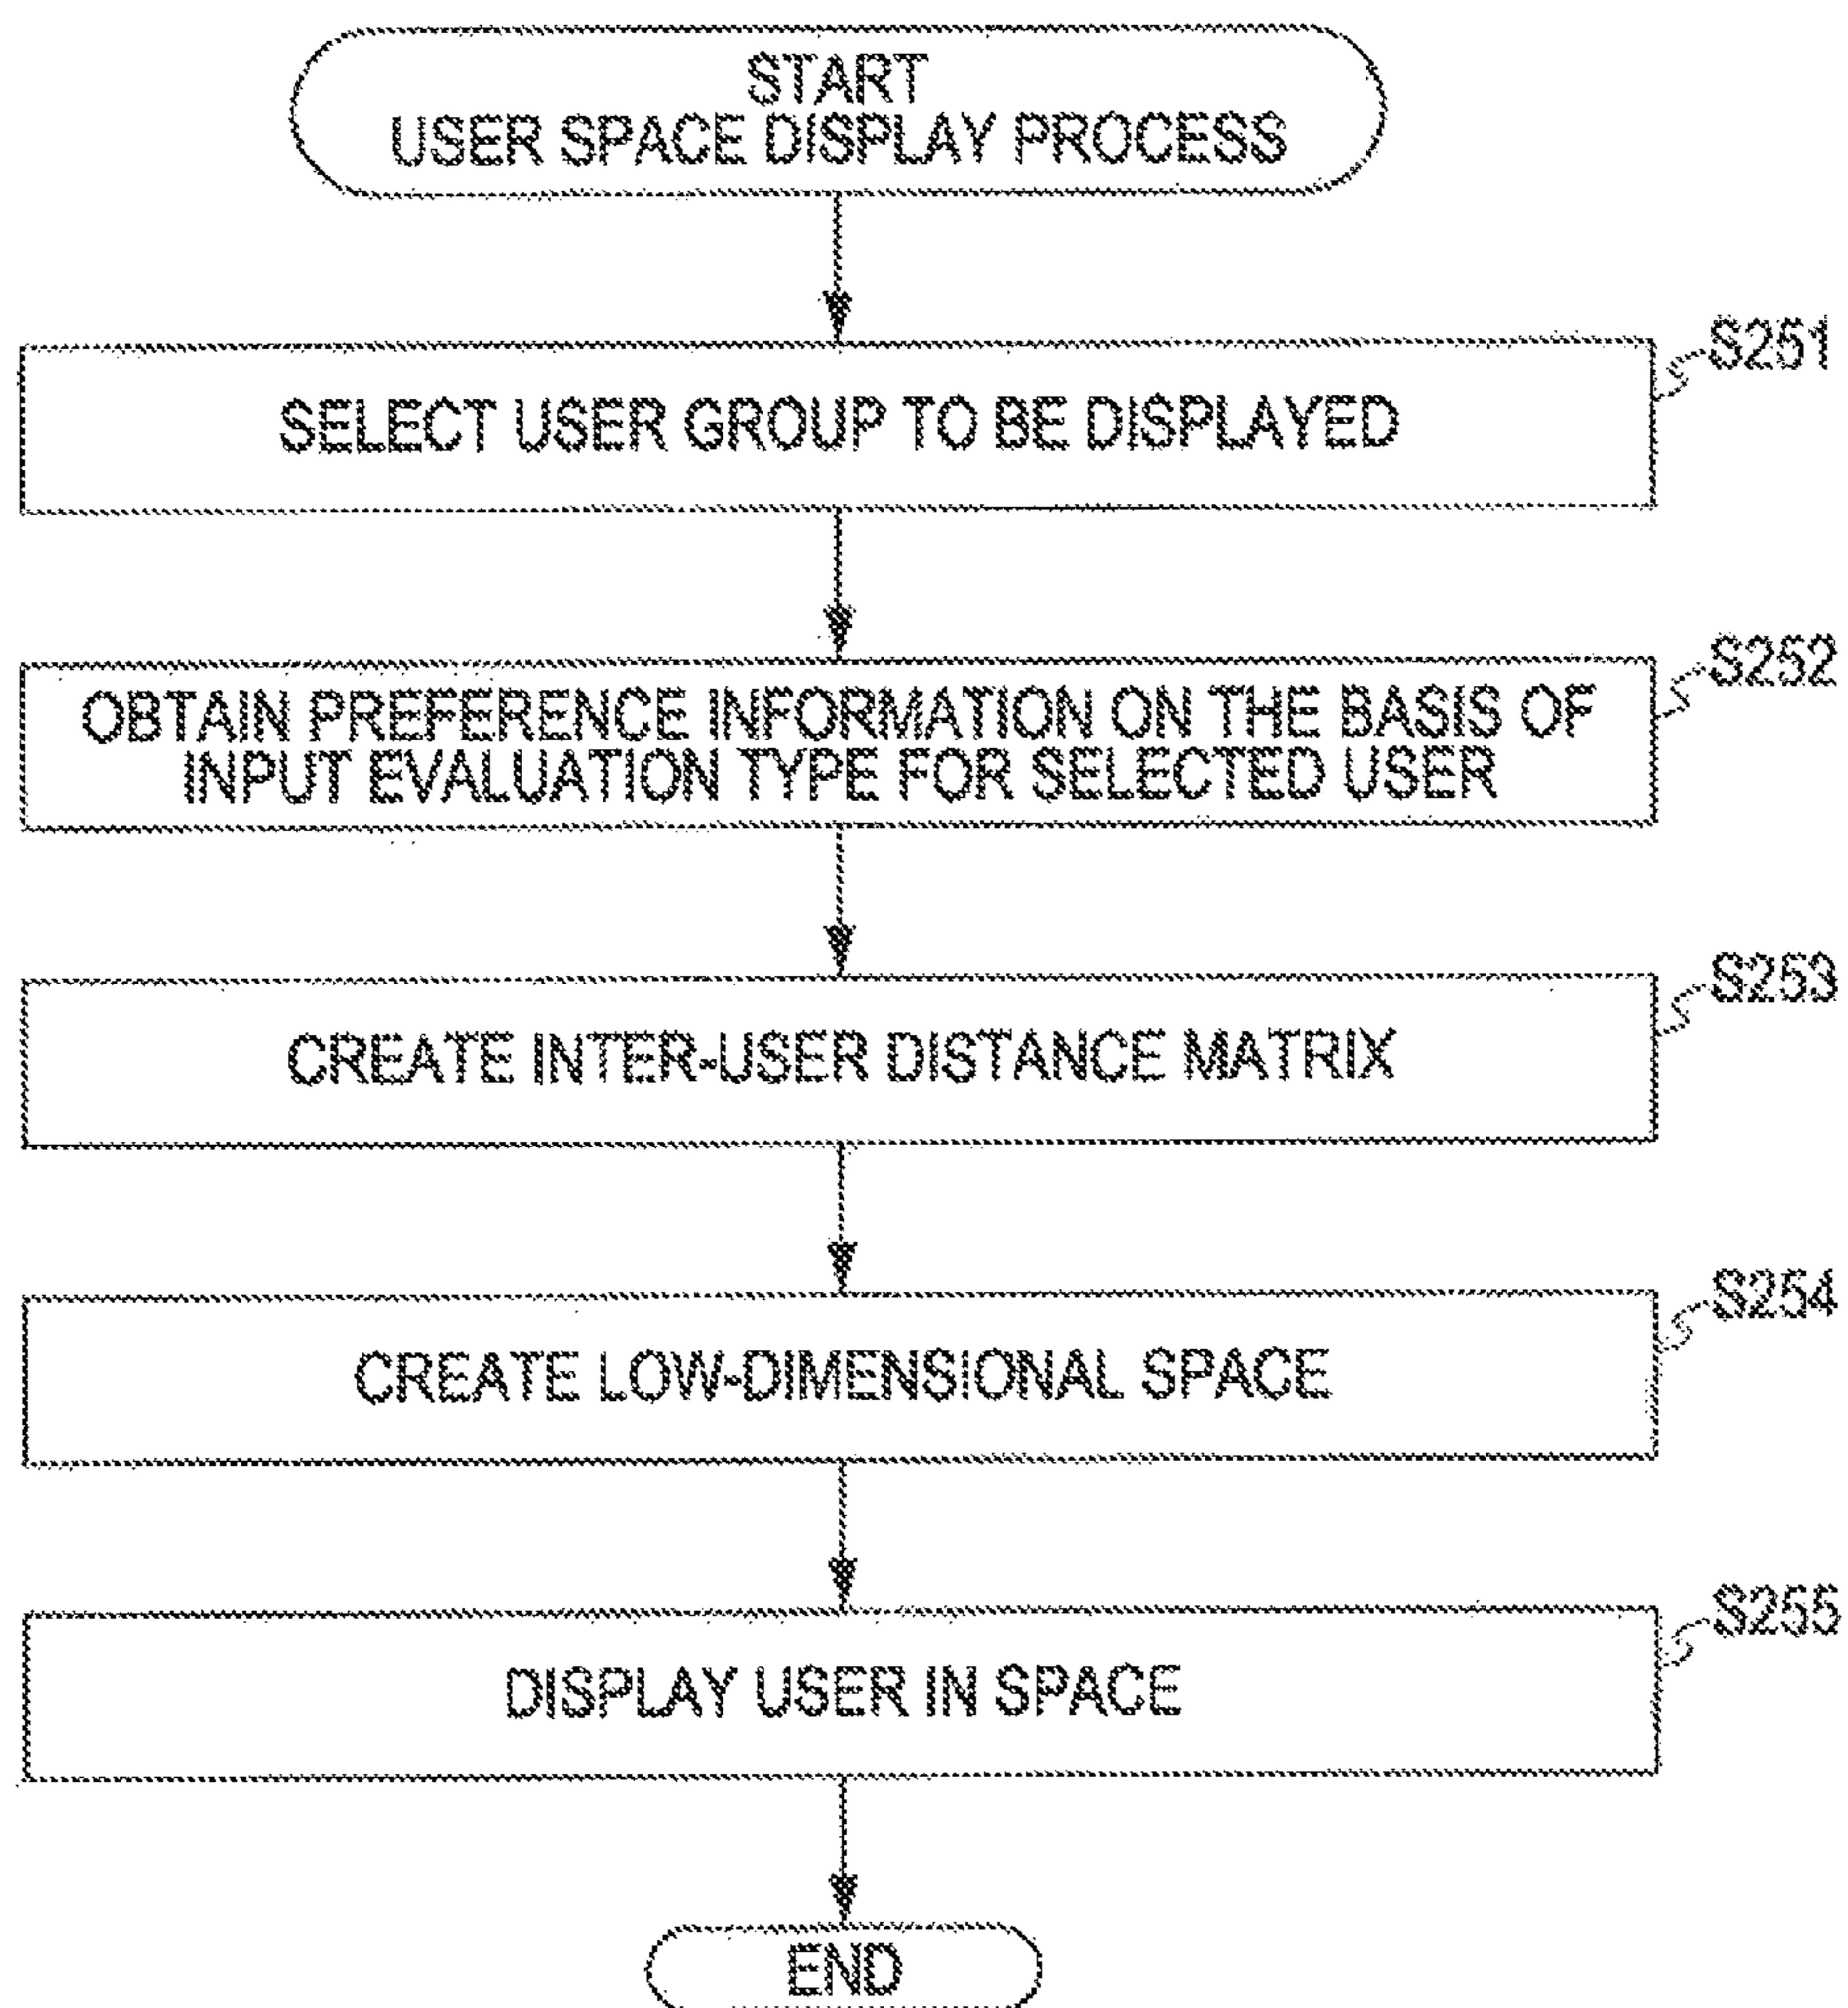 START
USER SPACE DISPLAY PROCESS
S251
SELECT USER GROUP TO BE DISPLAYED
S252
OBTAIN PREFERENCE INFORMATION ON THE BASIS OF
INPUT EVALUATION TYPE FOR SELECTED USER
S253
CREATE INTER-USER DISTANCE MATRIX
S254
CREATE LOW-DIMENSIONAL SPACE
S255
DISPLAY USER IN SPACE
END